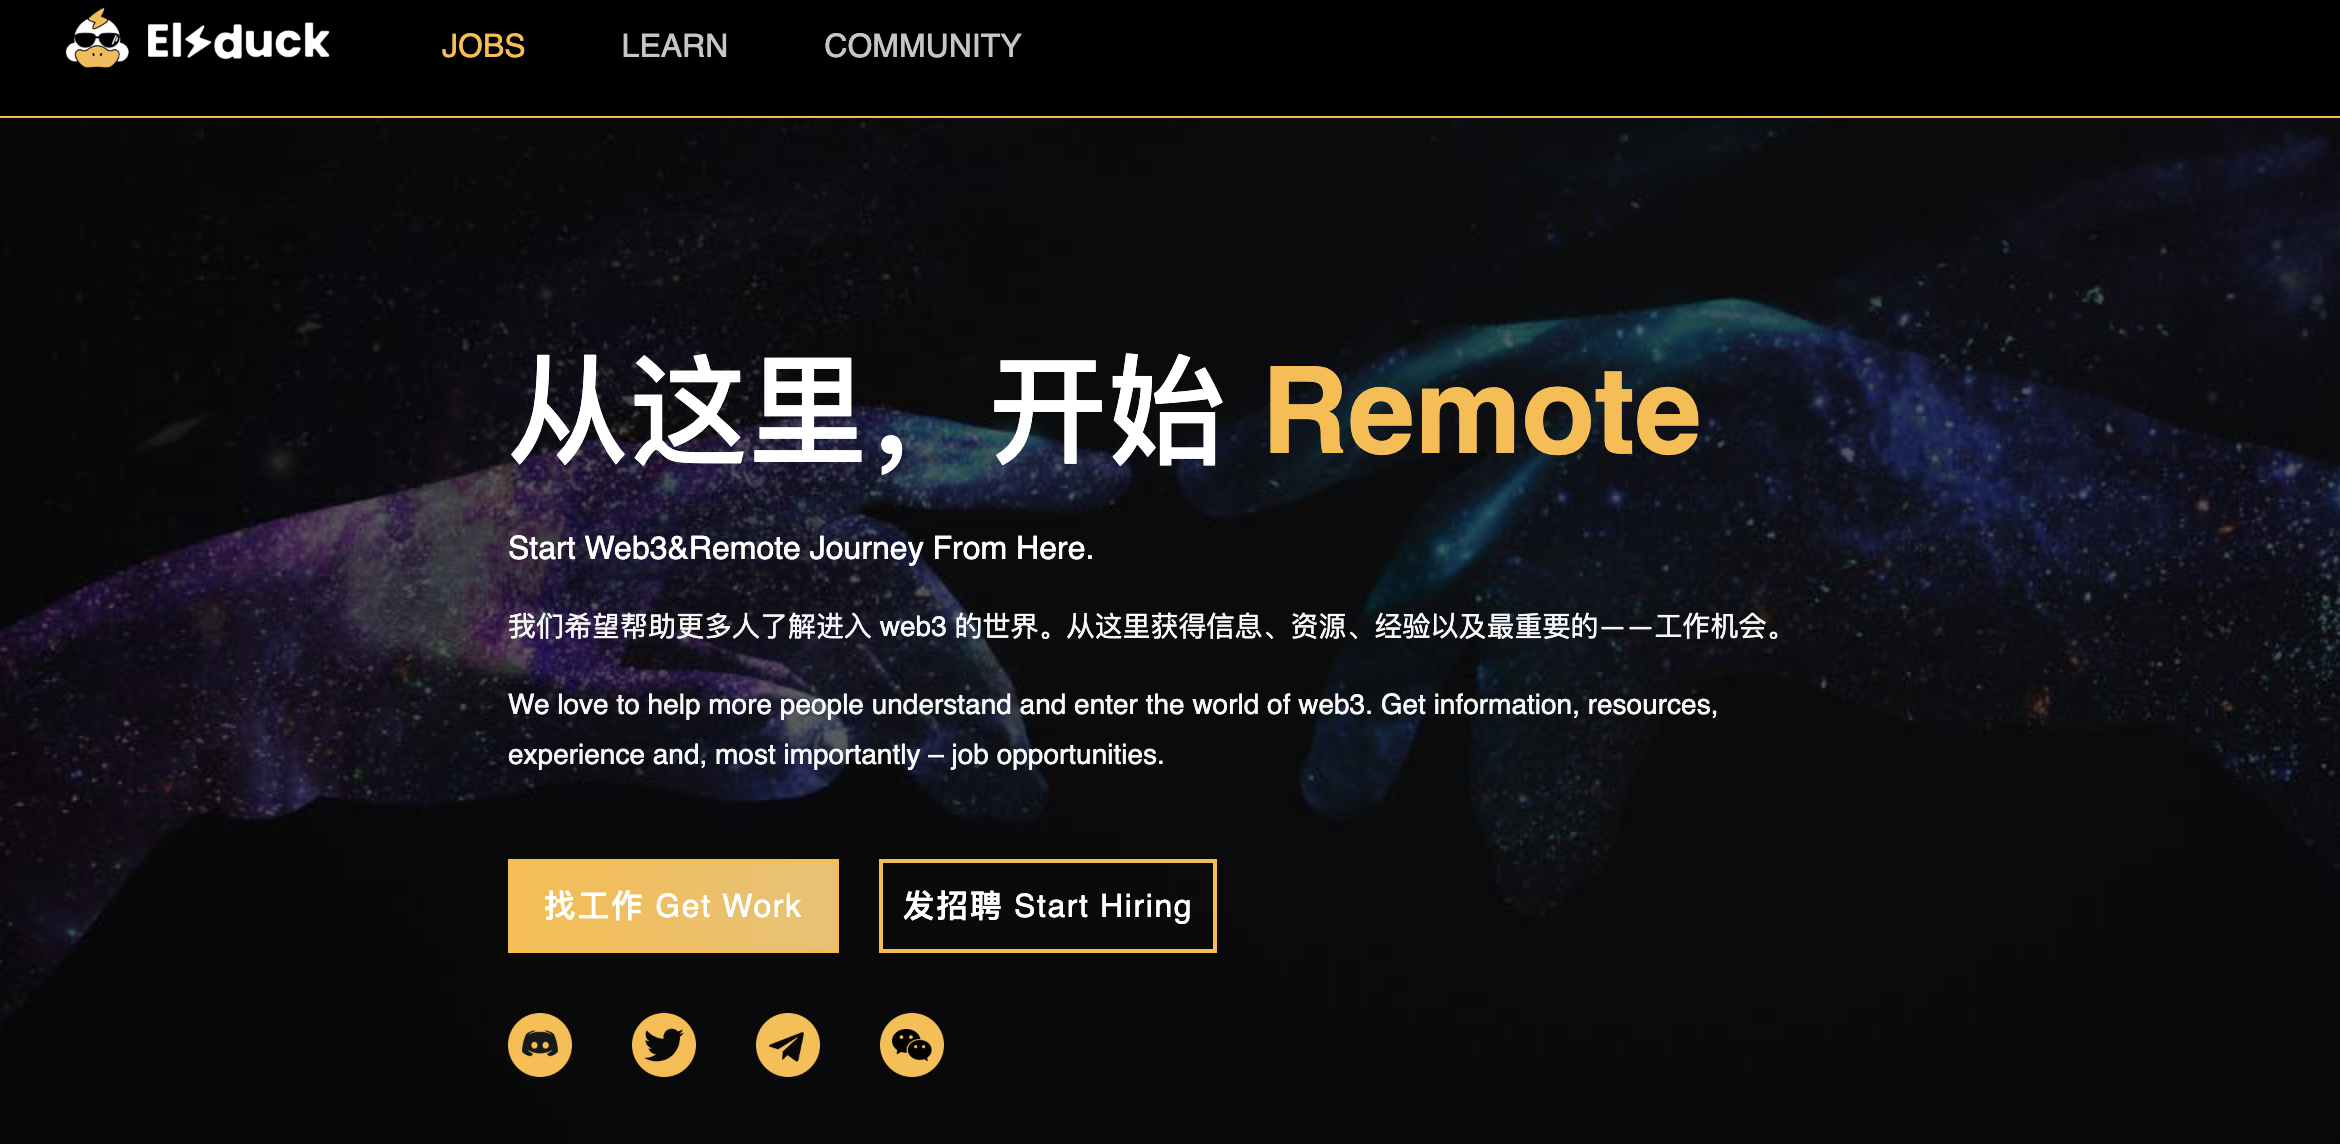 Elsduck
JOBS
LEARN
COMMUNITY
从这里，开始 Remote
Start Web3&Remote Journey From Here.
我们希望帮助更多人了解进入 web3 的世界。从这里获得信息、资源、经验以及最重要的——工作机会。
We love to help more people understand and enter the world of web3. Get information, resources,
experience and, most importantly – job opportunities.
找工作 Get Work
发招聘 Start Hiring